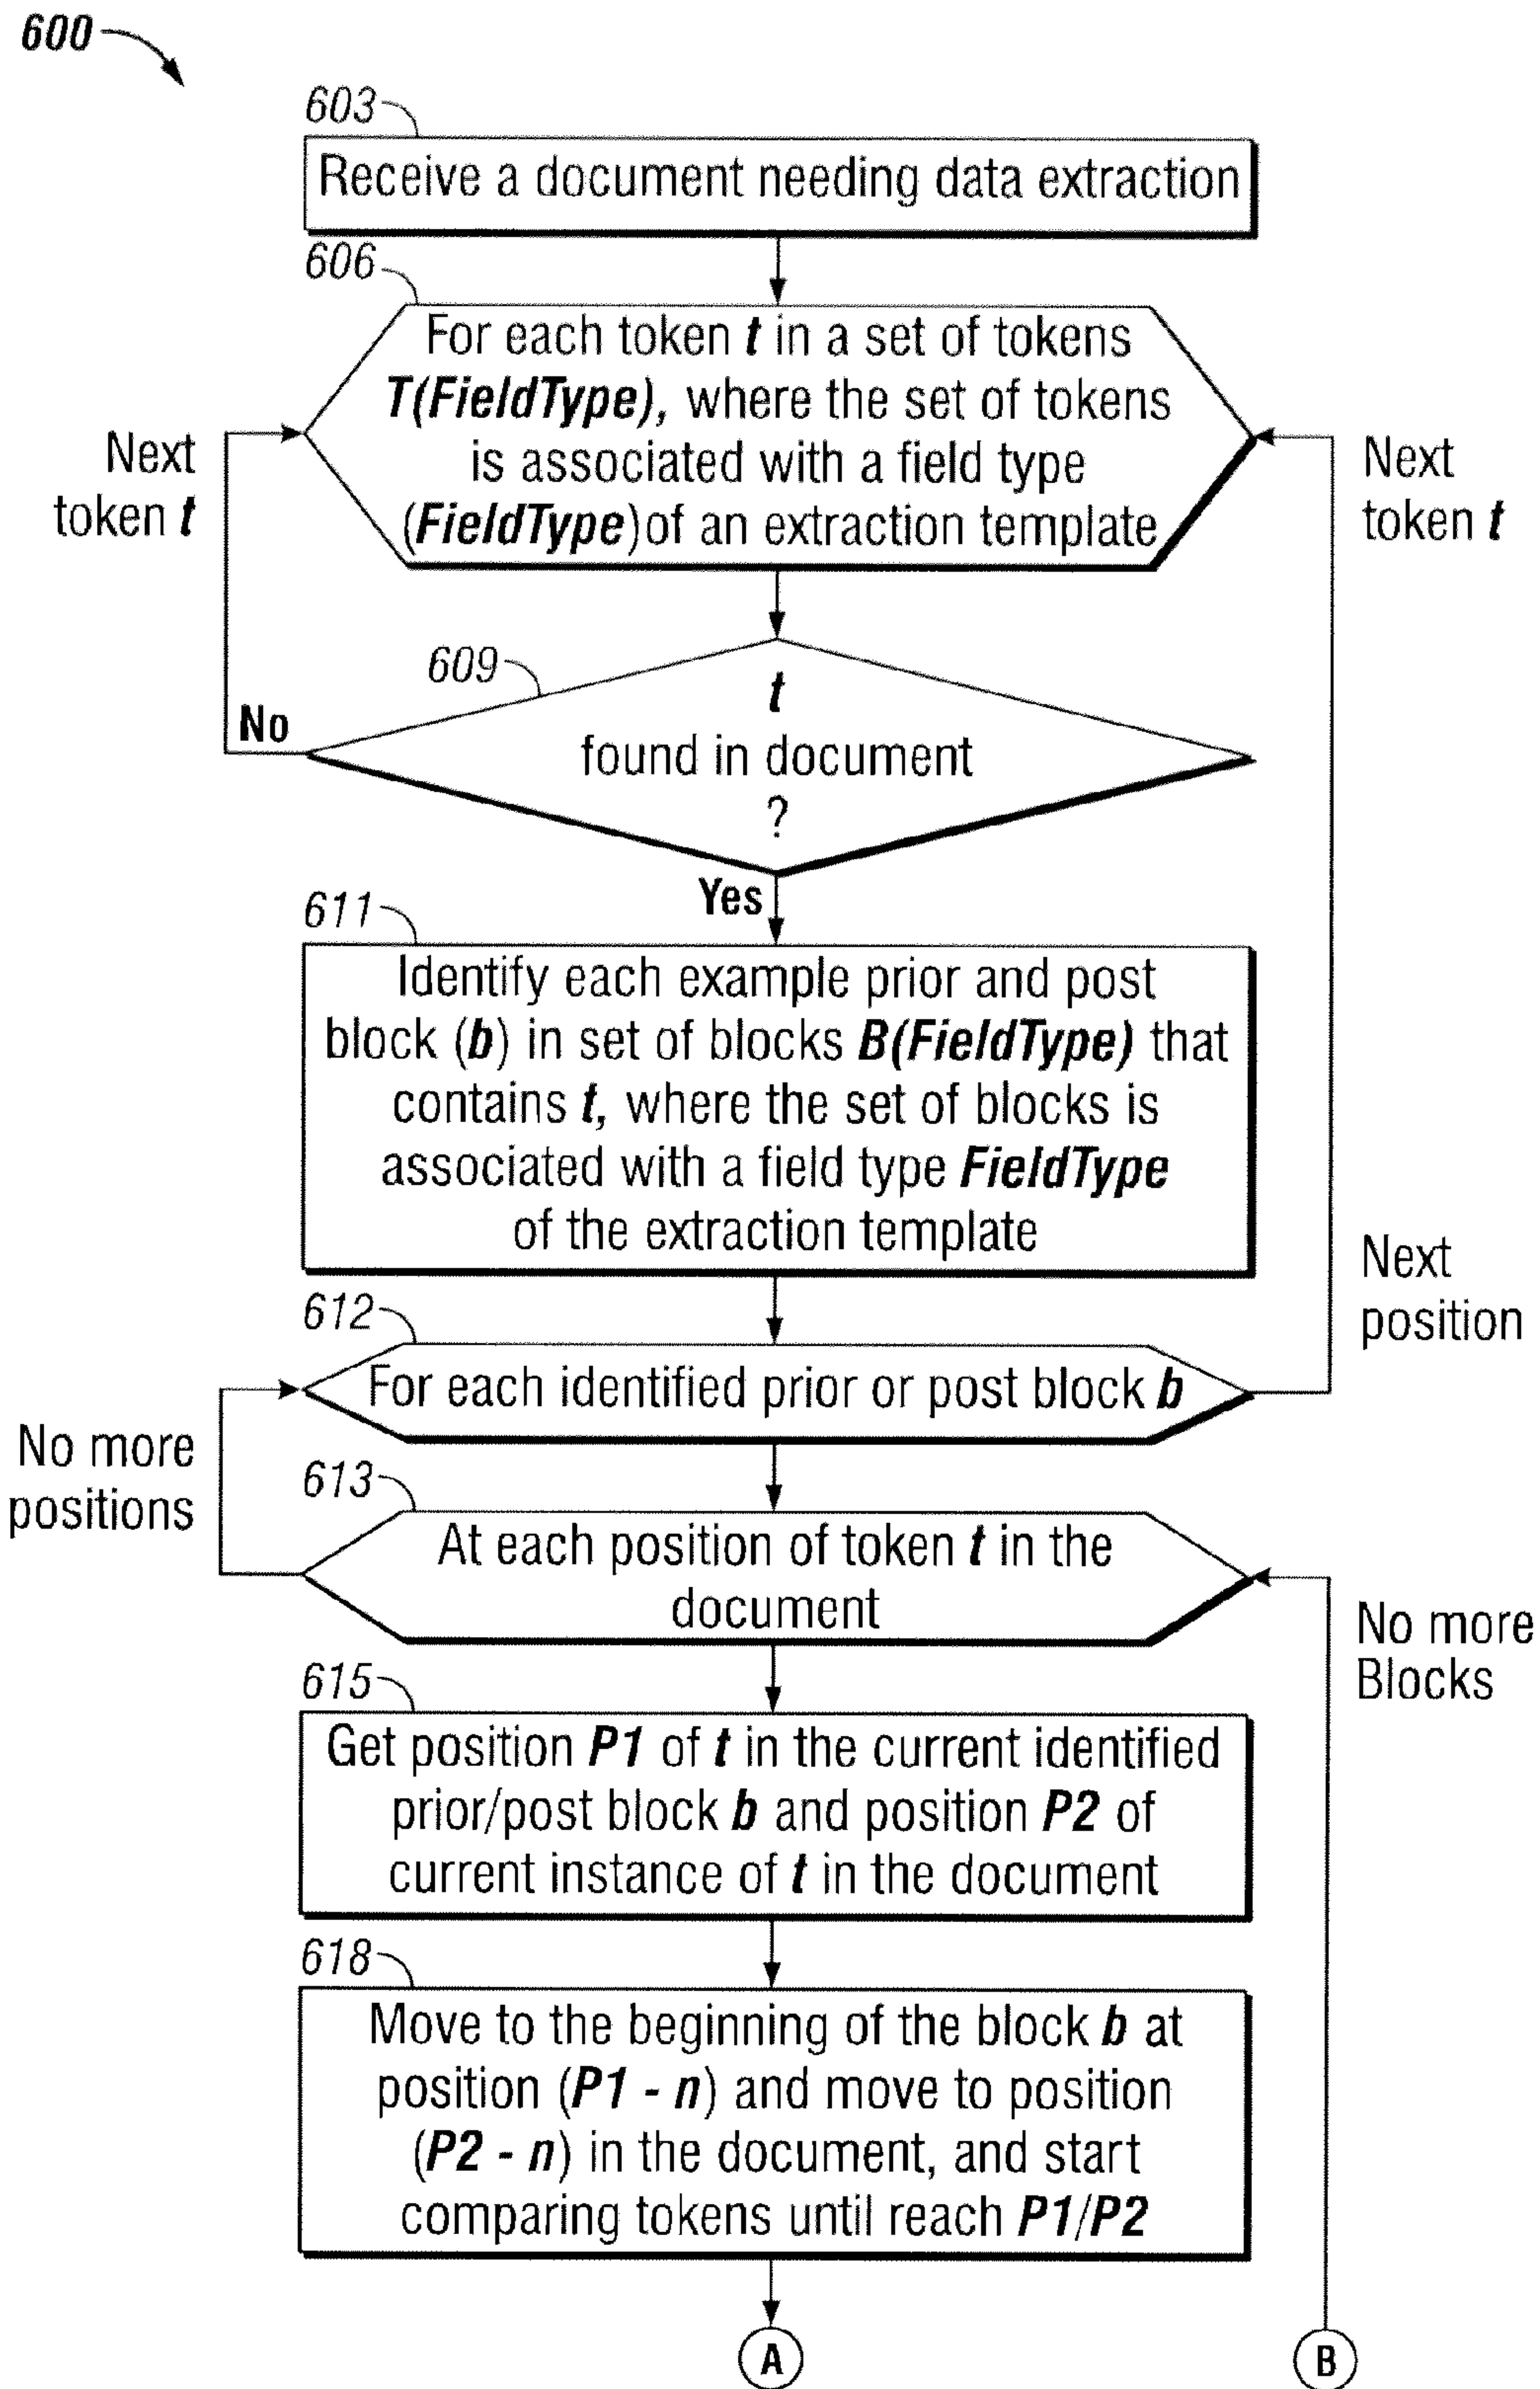 600
603
Receive a document needing data extraction
606
For each token t in a set of tokens
T(FieldType), where the set of tokens
is associated with a field type
(FieldType) of an extraction template
Next
token t
Next
token t
609
t
found in document
?
No
Yes
611
Identify each example prior and post
block (b) in set of blocks B(FieldType) that
contains t, where the set of blocks is
associated with a field type FieldType
of the extraction template
Next
position
612
For each identified prior or post block b
No more
positions
613
At each position of token t in the
document
No more
Blocks
615
Get position P1 of t in the current identified
prior/post block b and position P2 of
current instance of t in the document
618
Move to the beginning of the block b at
position (P1 - n) and move to position
(P2 - n) in the document, and start
comparing tokens until reach P1/P2
A
B